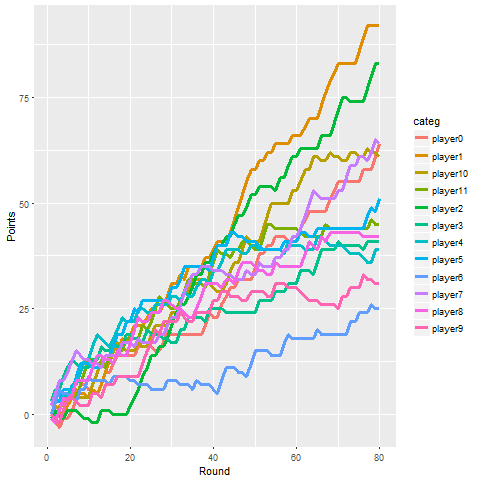 Points
75
50
25
0
0
20
40
60
80
Round
categ
player0
player1
player10
player11
player2
player3
player4
player5
player6
player7
player8
player9